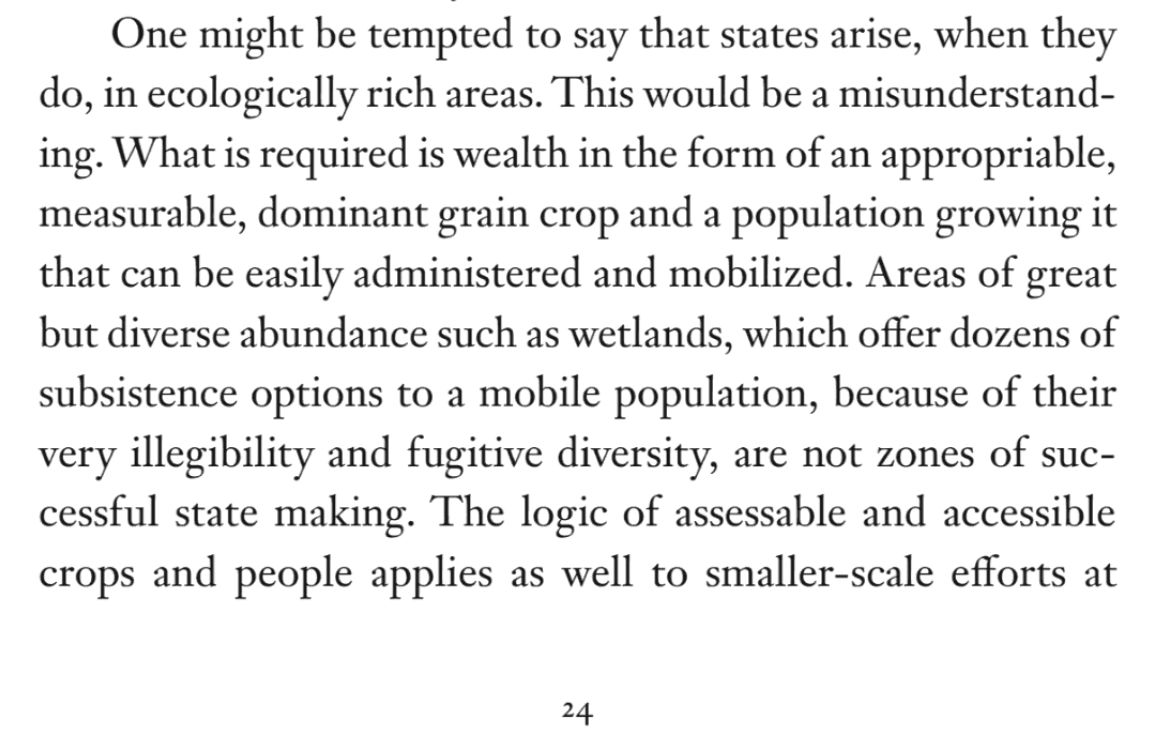 One might be tempted to say that states arise, when they
do, in ecologically rich areas. This would be a misunderstand-
ing. What is required is wealth in the form of an appropriable,
measurable, dominant grain crop and a population growing it
that can be easily administered and mobilized. Areas of great
but diverse abundance such as wetlands, which offer dozens of
subsistence options to a mobile population, because of their
very illegibility and fugitive diversity, are not zones of suc-
cessful state making. The logic of assessable and accessible
crops and people applies as well to smaller-scale efforts at
24